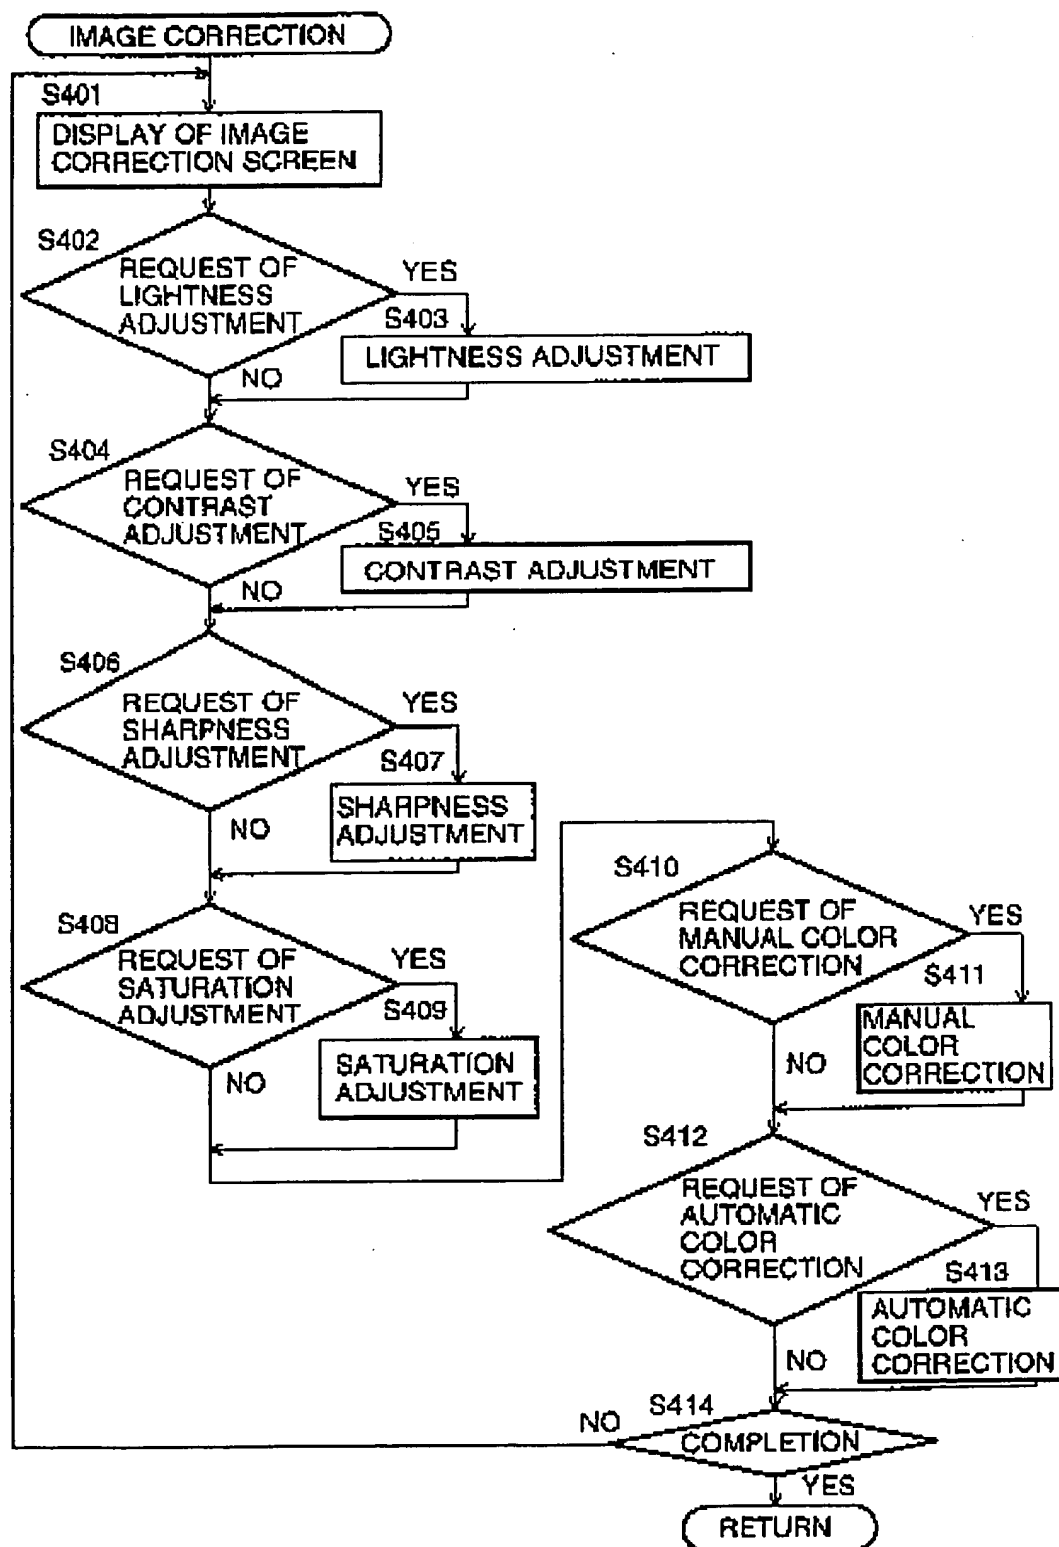 IMAGE CORRECTION
S401
DISPLAY OF IMAGE
CORRECTION SCREEN
S402
REQUEST OF
LIGHTNESS
ADJUSTMENT
YES
S403
LIGHTNESS ADJUSTMENT
NO
S404
REQUEST OF
CONTRAST
ADJUSTMENT
YES
S405
CONTRAST ADJUSTMENT
NO
S406
REQUEST OF
SHARPNESS
ADJUSTMENT
YES
S407
SHARPNESS
ADJUSTMENT
NO
S408
REQUEST OF
SATURATION
ADJUSTMENT
YES
S409
SATURATION
ADJUSTMENT
NO
S410
REQUEST OF
MANUAL COLOR
CORRECTION
YES
S411
MANUAL
COLOR
CORRECTION
NO
S412
REQUEST OF
AUTOMATIC
COLOR
CORRECTION
YES
S413
AUTOMATIC
COLOR
CORRECTION
NO
S414
COMPLETION
NO
YES
RETURN